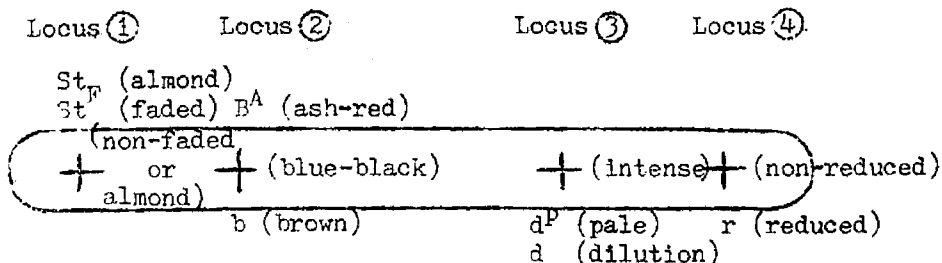 Locus ① Locus ② Locus ③ Locus ④.
St (almond)
St^F (faded) B^A (ash-red)
(non-faded
+ or + (blue-black) + (intense) + (non-reduced)
almond)
b (brown) d^p (pale) r (reduced)
d (dilution)